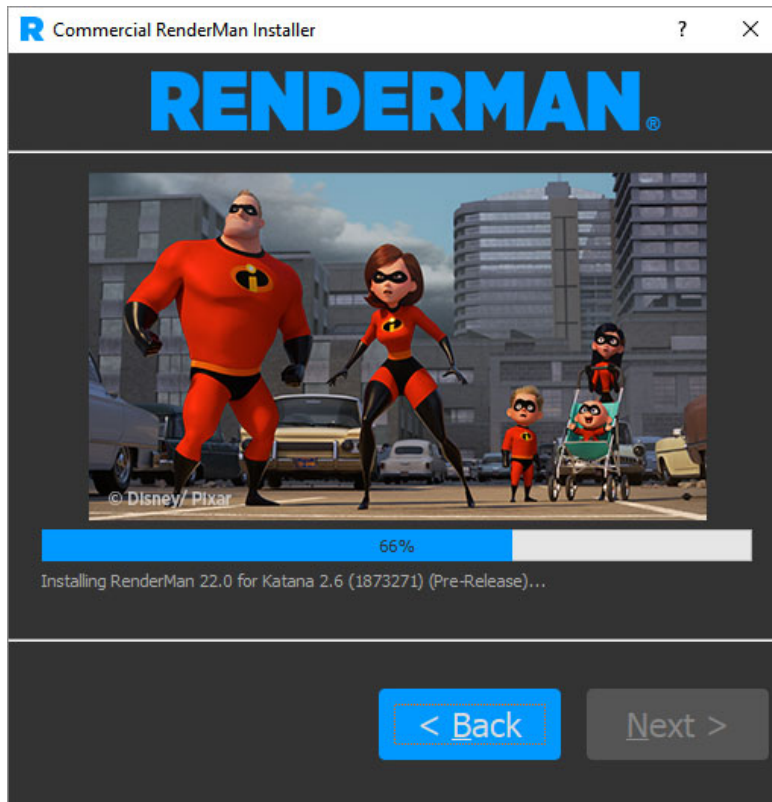 Commercial RenderMan Installer
RENDERMAN®
© Disney/ Pixar
66%
Installing RenderMan 22.0 for Katana 2.6 (1873271) (Pre-Release)...
< Back
Next >